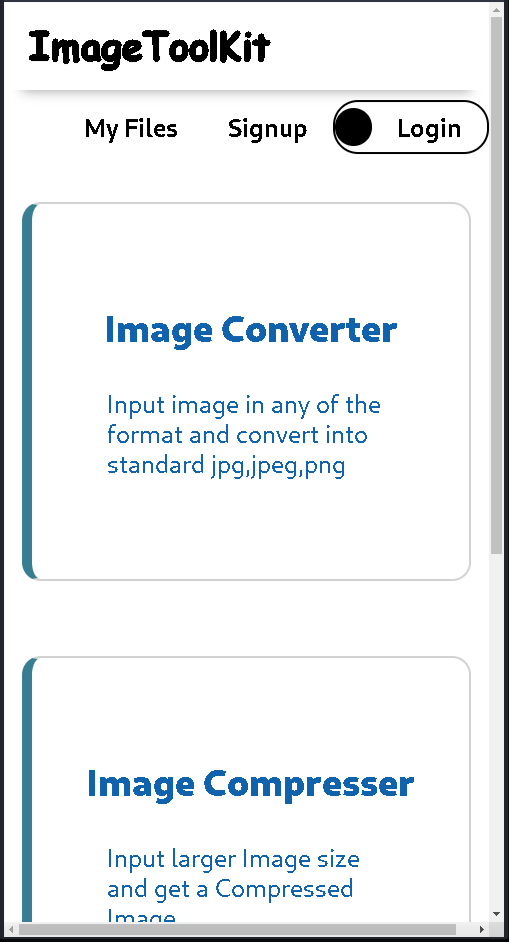 ImageToolKit
My Files Signup Login
Image Converter
Input image in any of the
format and convert into
standard jpg,jpeg,png
Image Compresser
Input larger Image size
and get a Compressed
Image